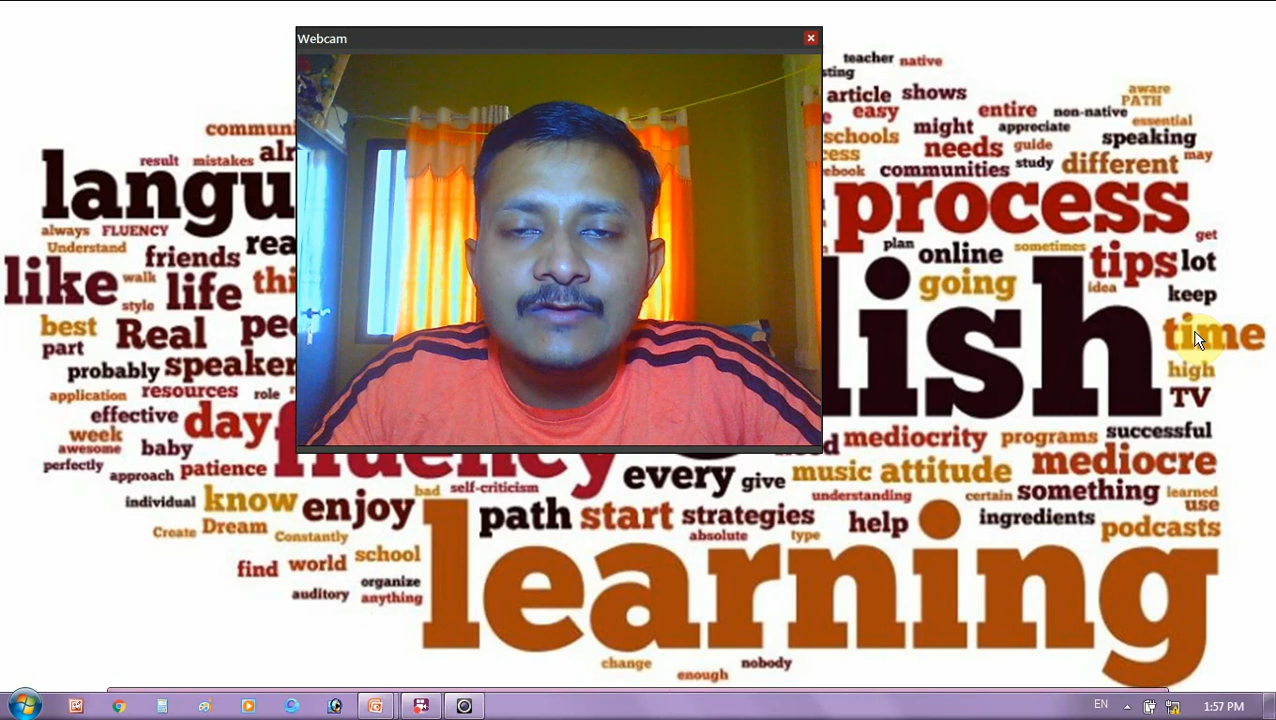 Webcam
teacher native
article shows
easy
entire
aware
PATH
non-native
essential
might
appreciate
speaking
schools
needs
guide
different
may
communities
study
process
get
plan
online
sometimes
tips
lot
going
idea
keep
time
high
TV
result
mistakes
always
FLUENCY
Understand
friends
like
walk
life
style
best
Real
part
probably
application
resources
role
effective
day
week
awesome
baby
perfectly
approach
patience
individual
know
enjoy
bad
self-criticism
every
give
music
attitude
mediocrity
programs
successful
mediocre
understanding
certain
something
learned
use
Create
Dream
Constantly
path
start
strategies
help
ingredients
podcasts
absolute
type
find
world
school
organize
auditory
anything
learning
change
enough
nobody
EN
1:57 PM